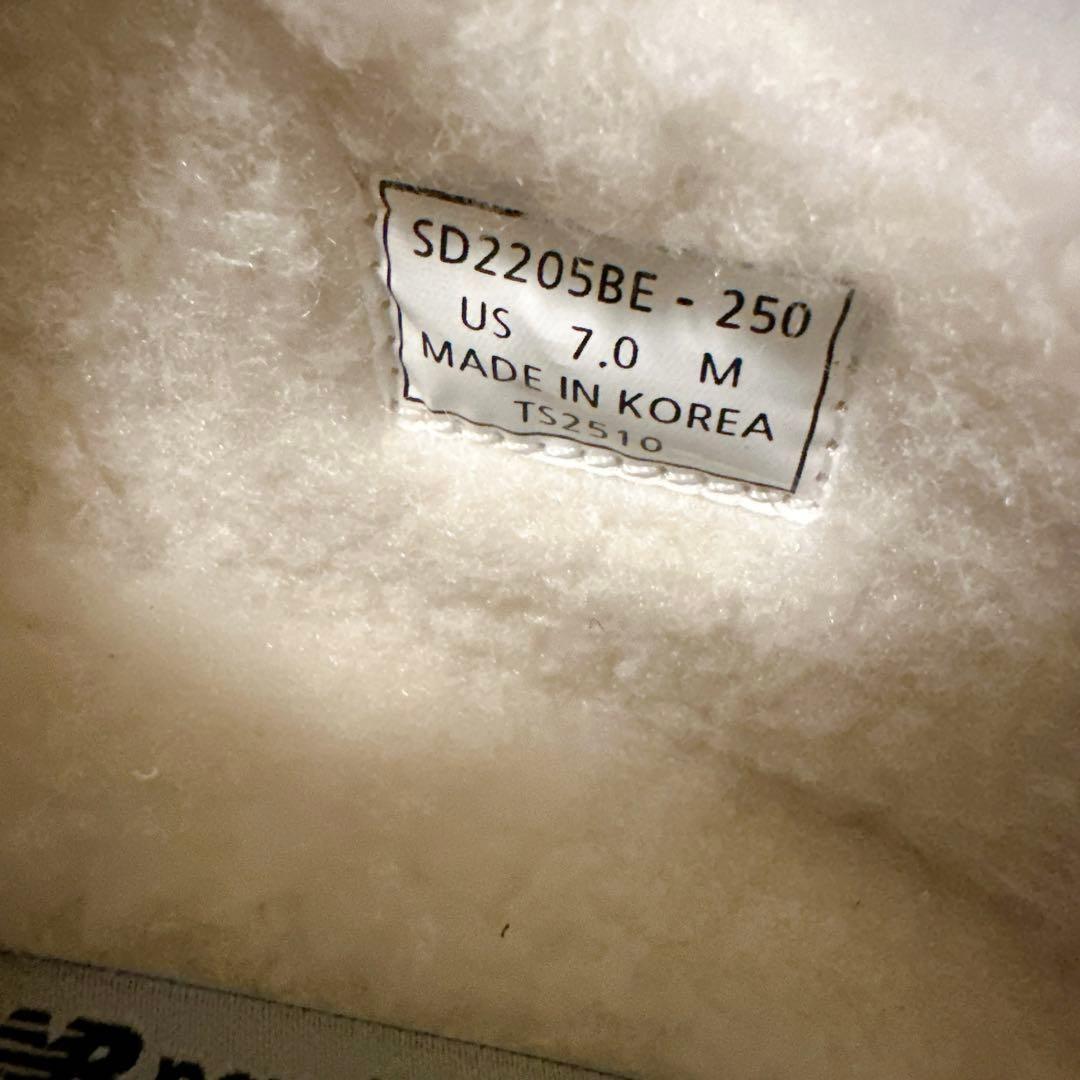 SD2205BE - 250
US 7.0 M
MADE IN KOREA
TS2510